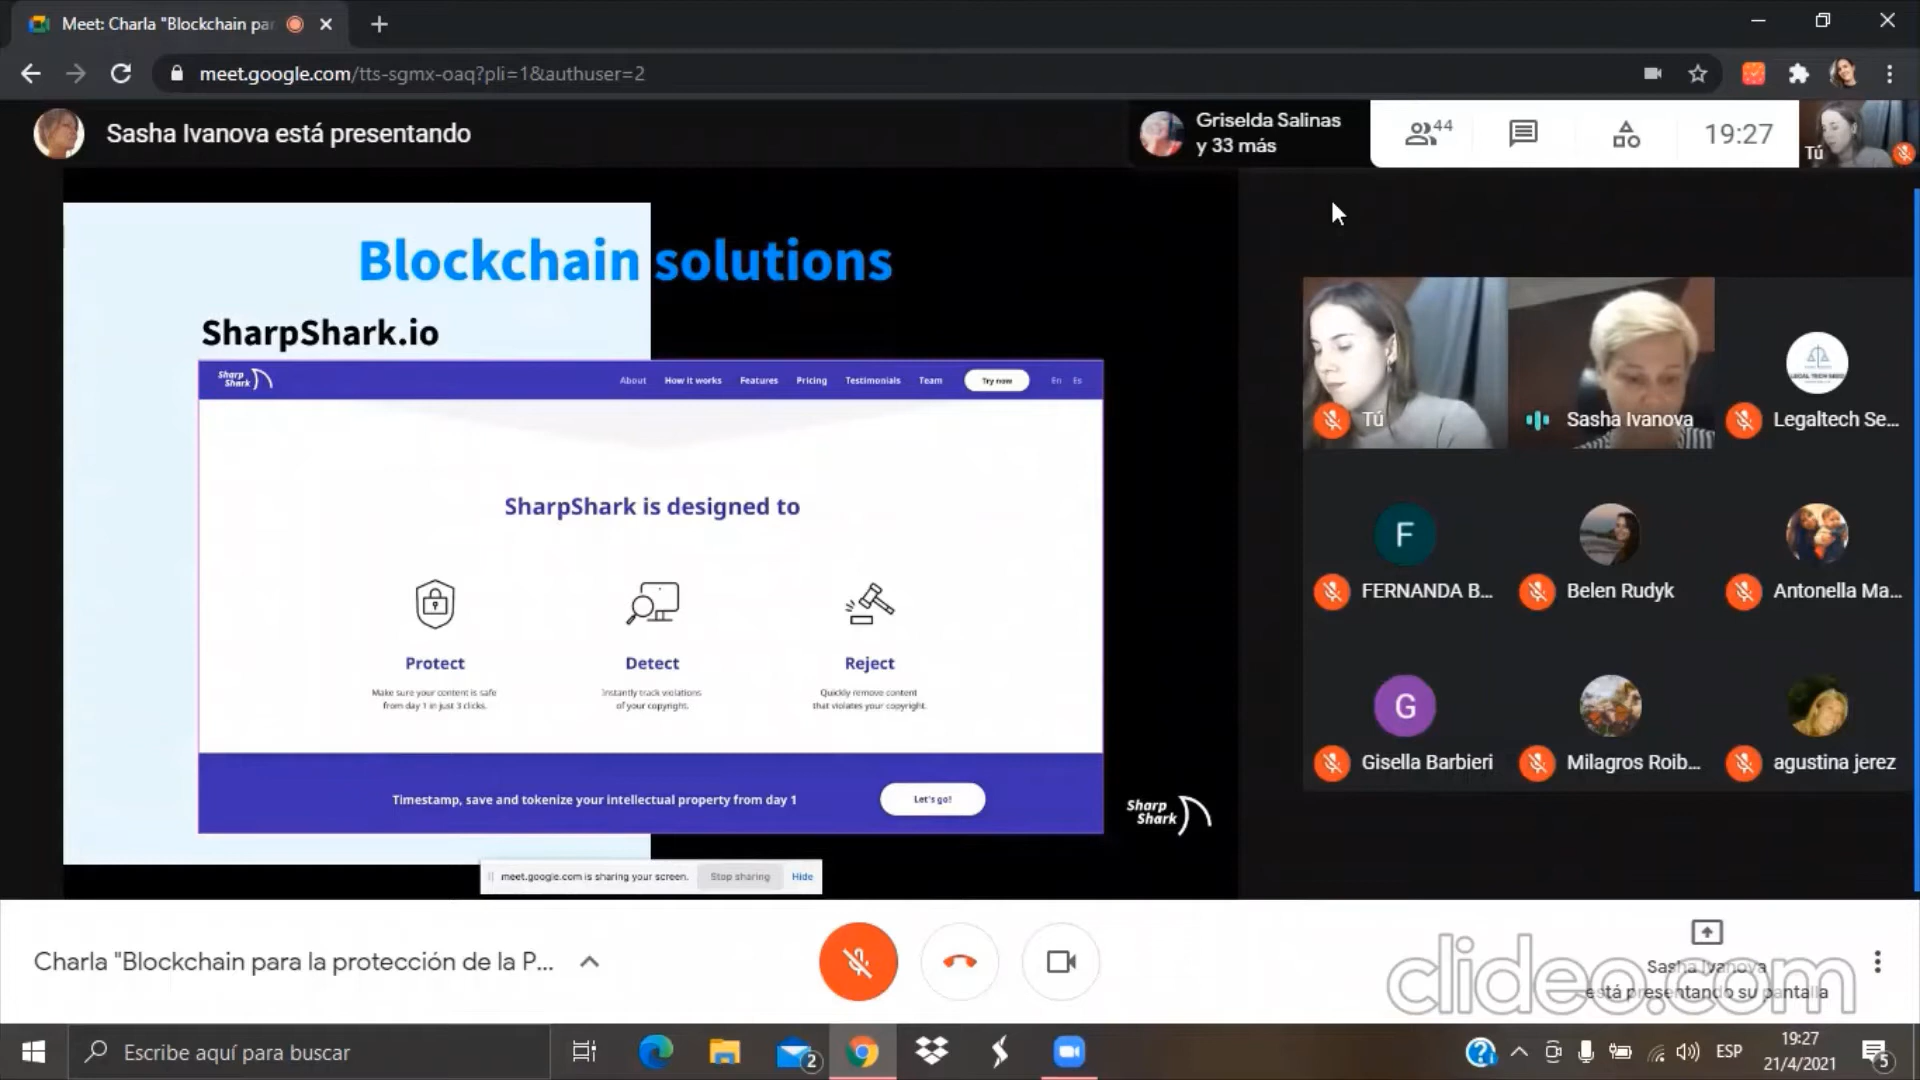 Meet: Charla "Blockchain par
meet.google.com/tts-sgmx-oaq?pli=1&authuser=2
Sasha Ivanova está presentando
Griselda Salinas
y 33 más
44
19:27
Tú
Blockchain solutions
SharpShark.io
Sharp
Shark
About
How it works
Features
Pricing
Testimonials
Team
Try now
En
Es
SharpShark is designed to
Protect
Make sure your content is safe
from day 1 in just 3 clicks.
Detect
Instantly track violations
of your copyright.
Reject
Quickly remove content
that violates your copyright.
Timestamp, save and tokenize your intellectual property from day 1
Let's go!
Sharp
Shark
meet.google.com is sharing your screen.
Stop sharing
Hide
Tú
Sasha Ivanova
LEGAL TECH SEED
Legaltech Se...
F
FERNANDA B...
Belen Rudyk
Antonella Ma...
G
Gisella Barbieri
Milagros Roib...
agustina jerez
Charla "Blockchain para la protección de la P...
Sasha Ivanova
está presentando su pantalla
clideo.com
Escribe aquí para buscar
2
ESP
19:27
21/4/2021
5